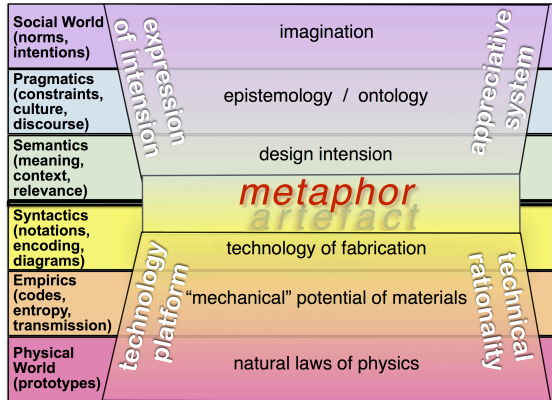 Social World
(norms,
intentions)
imagination
expression
of intension
appreciative
system
Pragmatics
(constraints,
culture,
discourse)
epistemology / ontology
Semantics
(meaning,
context,
relevance)
design intension
metaphor
artefact
Syntactics
(notations,
encoding,
diagrams)
technology of fabrication
technology
platform
technical
rationality
Empirics
(codes,
entropy,
transmission)
“mechanical” potential of materials
Physical
World
(prototypes)
natural laws of physics